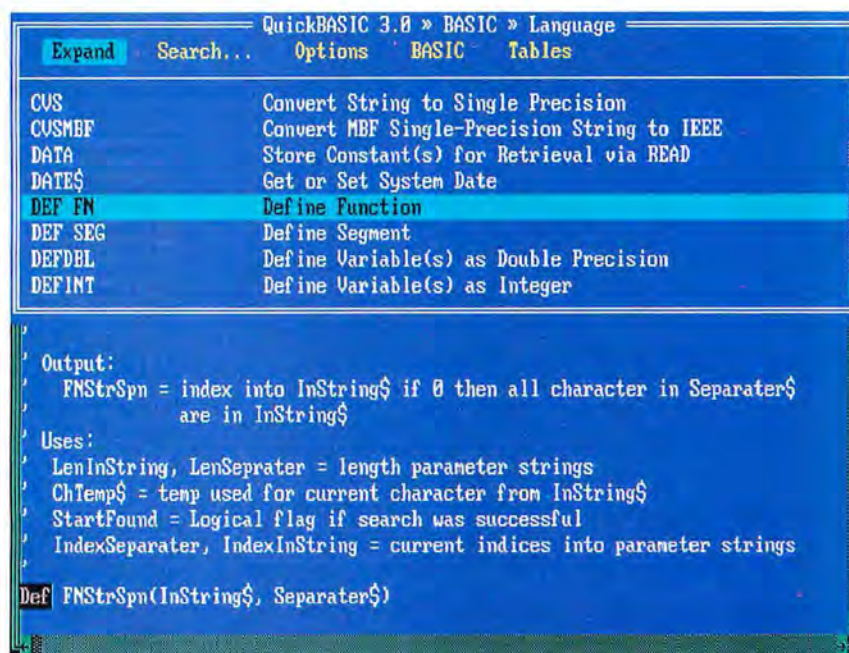 QuickBASIC 3.0 » BASIC » Language
Expand Search... Options BASIC Tables
CVS Convert String to Single Precision
CVSMBF Convert MBF Single-Precision String to IEEE
DATA Store Constant(s) for Retrieval via READ
DATE$ Get or Set System Date
DEF FN Define Function
DEF SEG Define Segment
DEFDBL Define Variable(s) as Double Precision
DEFINT Define Variable(s) as Integer
'
' Output:
' FNStrSpn = index into InString$ if 0 then all character in Separater$
' are in InString$
' Uses:
' LenInString, LenSeprater = length parameter strings
' ChTemp$ = temp used for current character from InString$
' StartFound = Logical flag if search was successful
' IndexSeparater, IndexInString = current indices into parameter strings
'
Def FNStrSpn(InString$, Separater$)